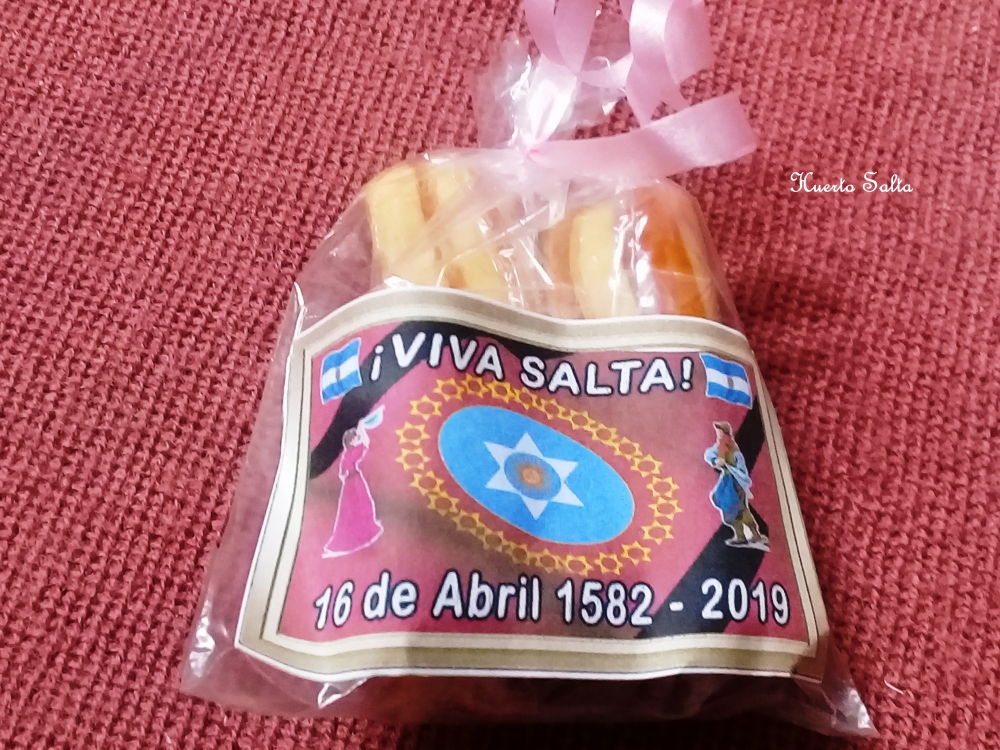 Huerto Salta
¡VIVA SALTA!
16 de Abril 1582 - 2019